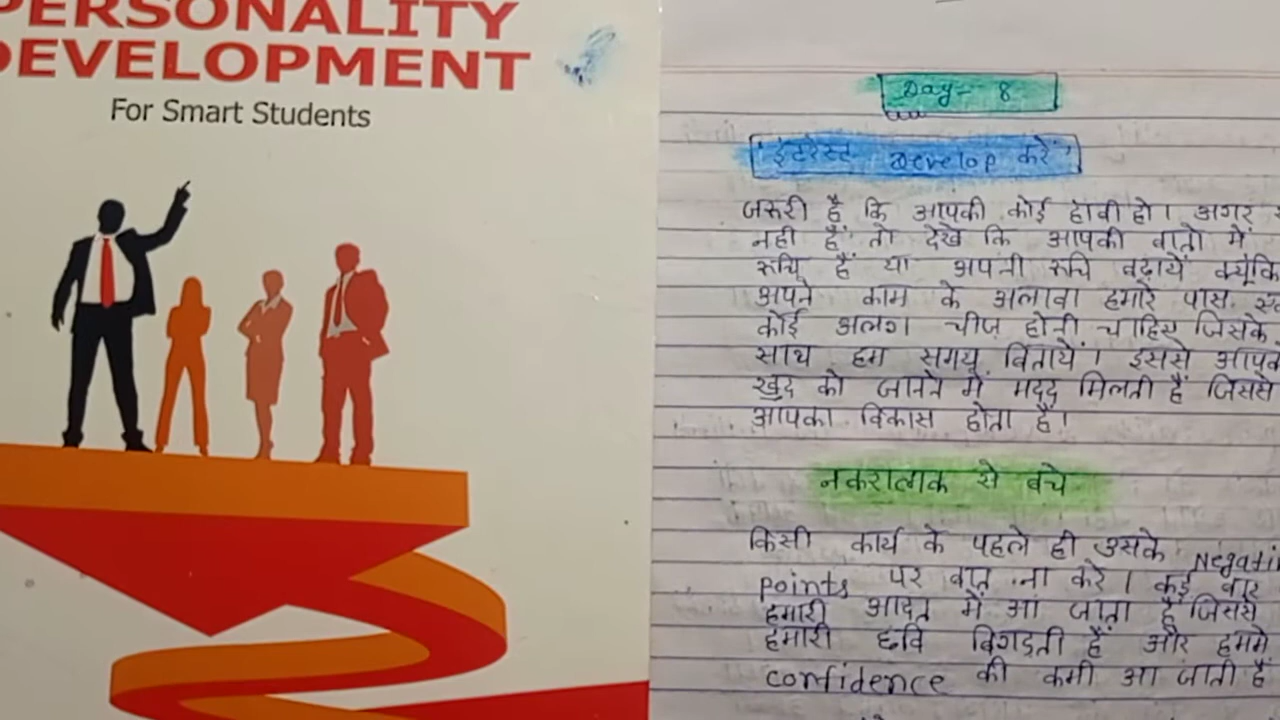 PERSONALITY
DEVELOPMENT
For Smart Students
Day - 8
इंटरेस्ट Develop करें
जरूरी है कि आपकी कोई हावी हो। अगर
नही है तो देखे कि आपकी बातो में
रूचि हैं या अपनी रूचि बढ़ायें क्यूंकि
अपने काम के अलावा हमारे पास
कोई अलग चीज़ होनी चाहिए जिसके
साथ हम समय बितायें। इससे आपको
खुद को जानने में मदद मिलती हैं जिससे
आपका विकास होता हैं।
नकरात्मक से बचे
किसी कार्य के पहले ही उसके
points पर बात ना करे। कई बार
हमारी आदत में आ जाता है जिससे
हमारी छवि बिगड़ती हैं और हममे
confidence की कमी आ जाती हैं